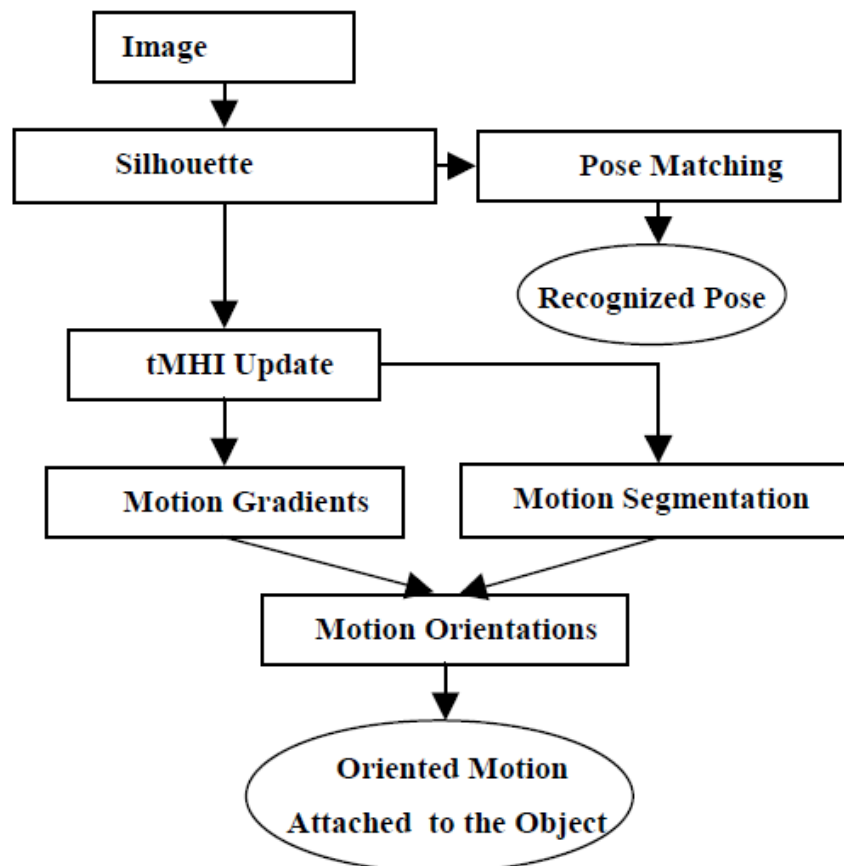 Image
Silhouette
Pose Matching
Recognized Pose
tMHI Update
Motion Gradients
Motion Segmentation
Motion Orientations
Oriented Motion
Attached to the Object